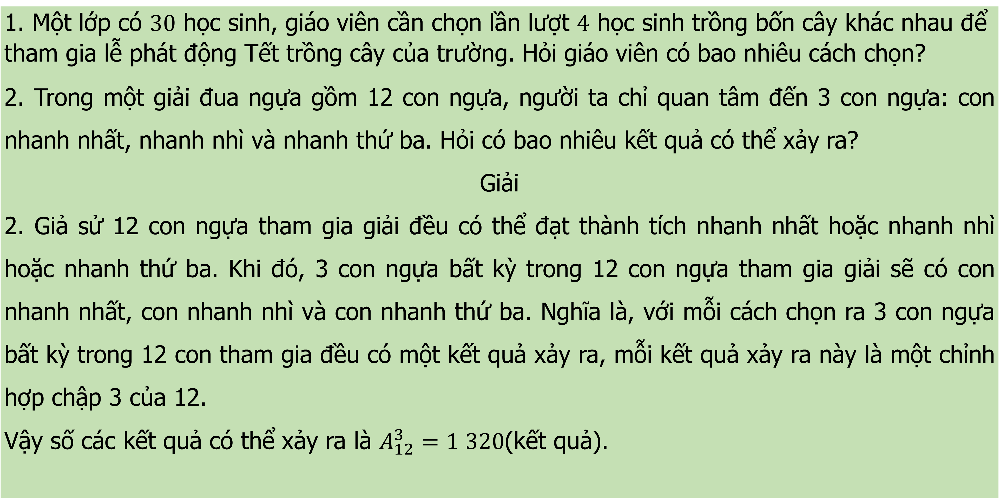 1. Một lớp có 30 học sinh, giáo viên cần chọn lần lượt 4 học sinh trồng bốn cây khác nhau để
tham gia lễ phát động Tết trồng cây của trường. Hỏi giáo viên có bao nhiêu cách chọn?
2. Trong một giải đua ngựa gồm 12 con ngựa, người ta chỉ quan tâm đến 3 con ngựa: con
nhanh nhất, nhanh nhì và nhanh thứ ba. Hỏi có bao nhiêu kết quả có thể xảy ra?
Giải
2. Giả sử 12 con ngựa tham gia giải đều có thể đạt thành tích nhanh nhất hoặc nhanh nhì
hoặc nhanh thứ ba. Khi đó, 3 con ngựa bất kỳ trong 12 con ngựa tham gia giải sẽ có con
nhanh nhất, con nhanh nhì và con nhanh thứ ba. Nghĩa là, với mỗi cách chọn ra 3 con ngựa
bất kỳ trong 12 con tham gia đều có một kết quả xảy ra, mỗi kết quả xảy ra này là một chỉnh
hợp chập 3 của 12.
Vậy số các kết quả có thể xảy ra là $A_{12}^{3} = 1\ 320$(kết quả).